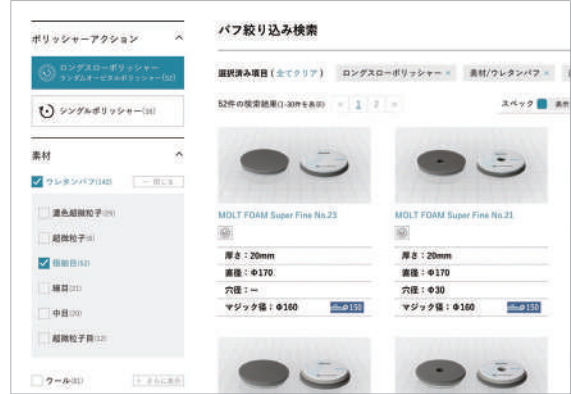 ポリッシャーアクション
ロングスローポリッシャー
ランダムオービタルポリッシャー(52)
シングルポリッシャー(16)
素材
ウレタンバフ(142)
− 閉じる
濃色超微粒子(29)
超微粒子(8)
極細目(52)
細目(21)
中目(20)
超微粒子目(12)
ウール(81)
+ さらに表示
バフ絞り込み検索
選択済み項目(全てクリア)
ロングスローポリッシャー ×
素材/ウレタンバフ ×
52件の検索結果(1-30件を表示)
« 1 2 »
スペック
MOLT FOAM Super Fine No.23
厚さ:20mm
直径:Φ170
穴径:ー
マジック径:Φ160
Φ150
MOLT FOAM Super Fine No.21
厚さ:20mm
直径:Φ170
穴径:Φ30
マジック径:Φ160
Φ150